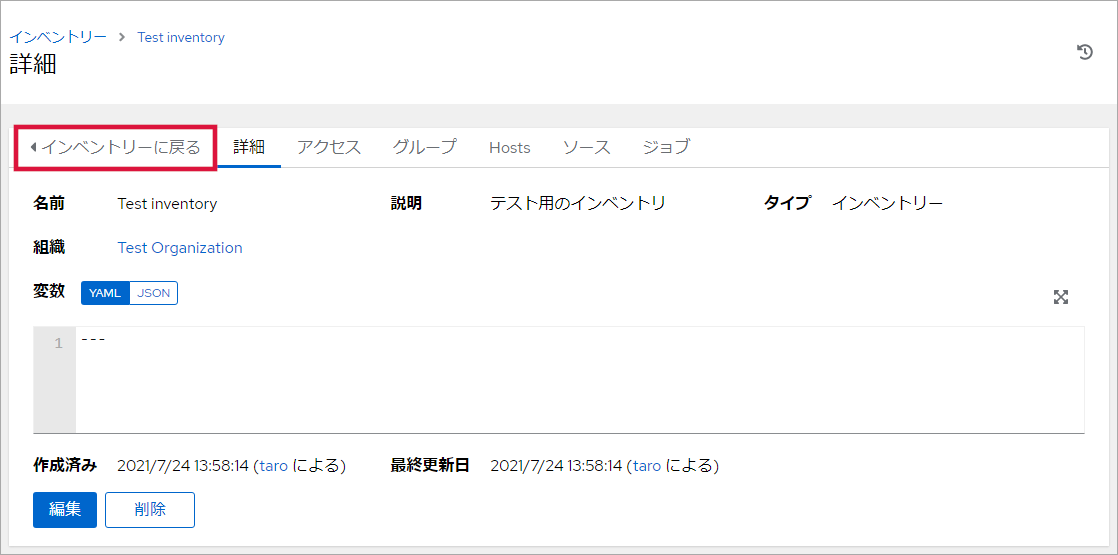 インベントリー > Test inventory
詳細
インベントリーに戻る 詳細 アクセス グループ Hosts ソース ジョブ
名前 Test inventory 説明 テスト用のインベントリ タイプ インベントリー
組織 Test Organization
変数 YAML JSON
1 ---
作成済み 2021/7/24 13:58:14 (taro による) 最終更新日 2021/7/24 13:58:14 (taro による)
編集 削除